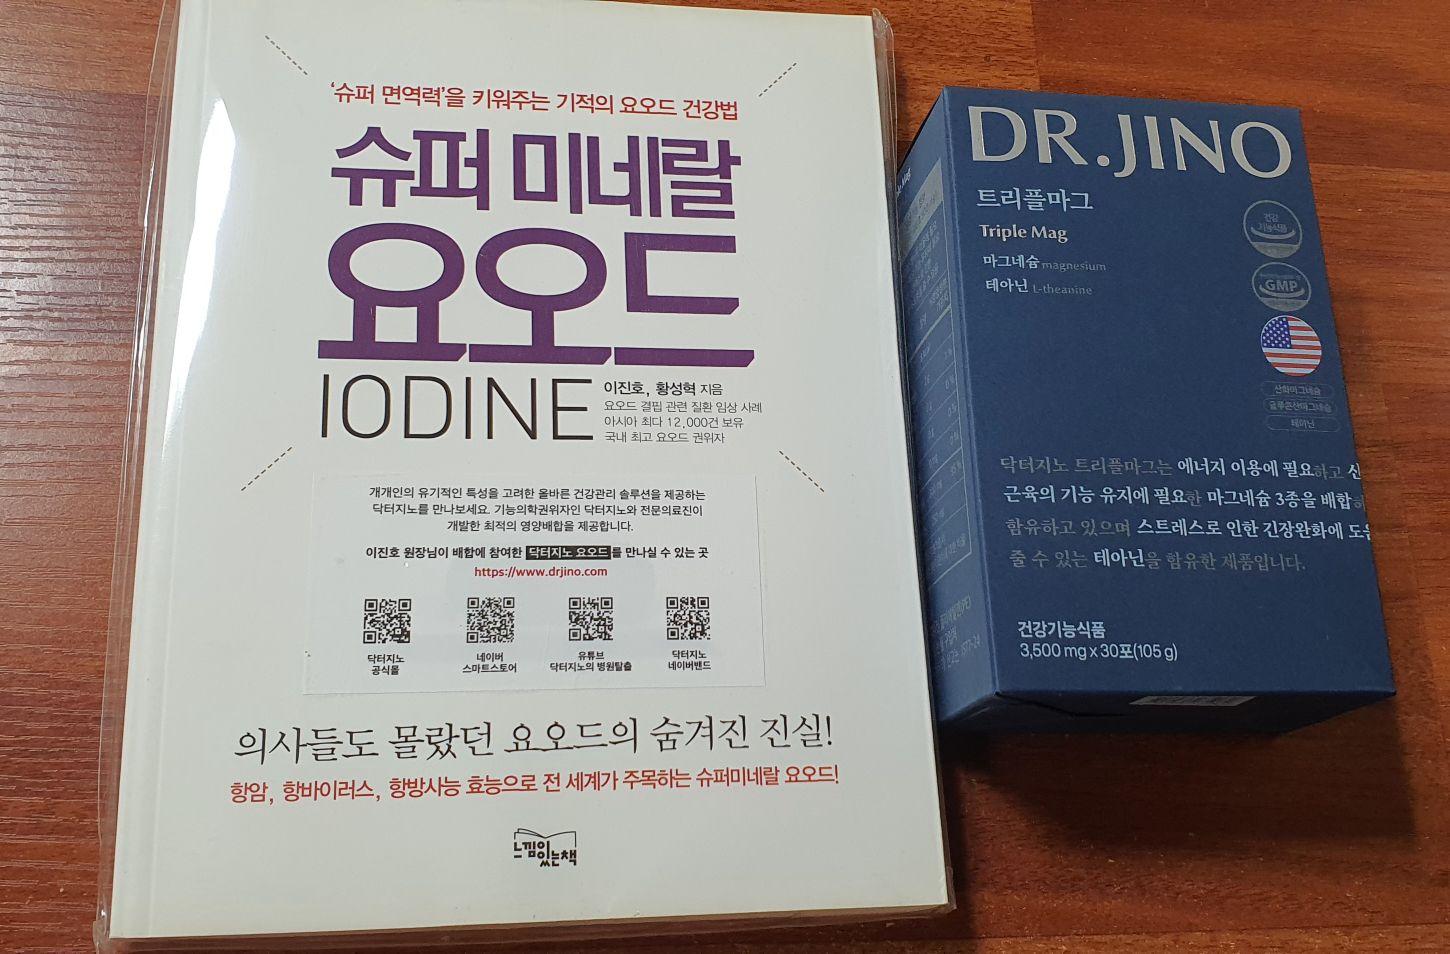 '슈퍼 면역력'을 키워주는 기적의 요오드 건강법
슈퍼 미네랄
요오드
IODINE
이진호, 황성혁 지음
요오드 결핍 관련 질환 임상 사례
아시아 최다 12,000건 보유
국내 최고 요오드 권위자
개개인의 유기적인 특성을 고려한 올바른 건강관리 솔루션을 제공하는
닥터지노를 만나보세요. 기능의학권위자인 닥터지노와 전문의료진이
개발한 최적의 영양배합을 제공합니다.
이진호 원장님이 배합에 참여한 닥터지노 요오드를 만나실 수 있는 곳
https://www.drjino.com
닥터지노
공식몰
네이버
스마트스토어
유튜브
닥터지노의 병원탈출
닥터지노
네이버밴드
의사들도 몰랐던 요오드의 숨겨진 진실!
항암, 항바이러스, 항방사능 효능으로 전 세계가 주목하는 슈퍼미네랄 요오드!
느낌이있는책
DR.JINO
트리플마그
Triple Mag
마그네슘 magnesium
테아닌 L-theanine
건강
기능식품
GMP
산화마그네슘
글루콘산마그네슘
테아닌
닥터지노 트리플마그는 에너지 이용에 필요하고 신
근육의 기능 유지에 필요한 마그네슘 3종을 배합하
함유하고 있으며 스트레스로 인한 긴장완화에 도움
줄 수 있는 테아닌을 함유한 제품입니다.
건강기능식품
3,500 mg x 30포(105 g)